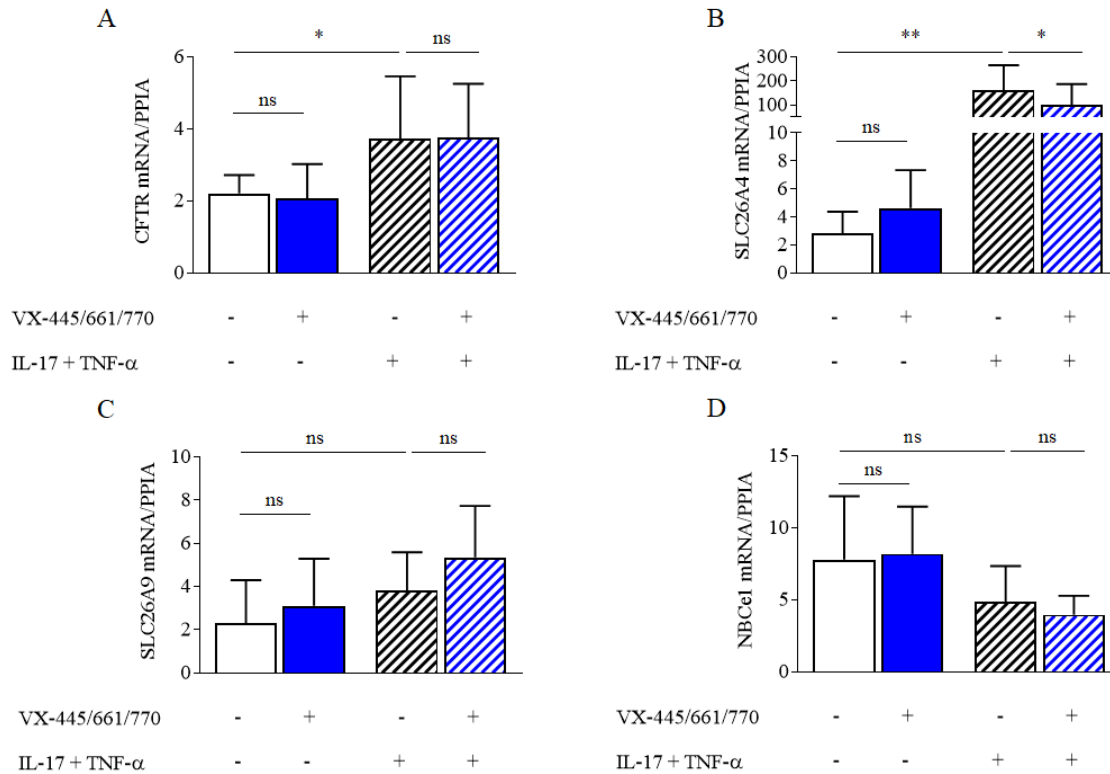 A
*
ns
ns
6
4
2
0
CFTR mRNA/PPIA
VX-445/661/770 - + - +
IL-17 + TNF-α - - + +
B
**
*
ns
300
200
100
10
8
6
4
2
0
SLC26A4 mRNA/PPIA
VX-445/661/770 - + - +
IL-17 + TNF-α - - + +
C
ns
ns
ns
10
8
6
4
2
0
SLC26A9 mRNA/PPIA
VX-445/661/770 - + - +
IL-17 + TNF-α - - + +
D
ns
ns
ns
15
10
5
0
NBCe1 mRNA/PPIA
VX-445/661/770 - + - +
IL-17 + TNF-α - - + +